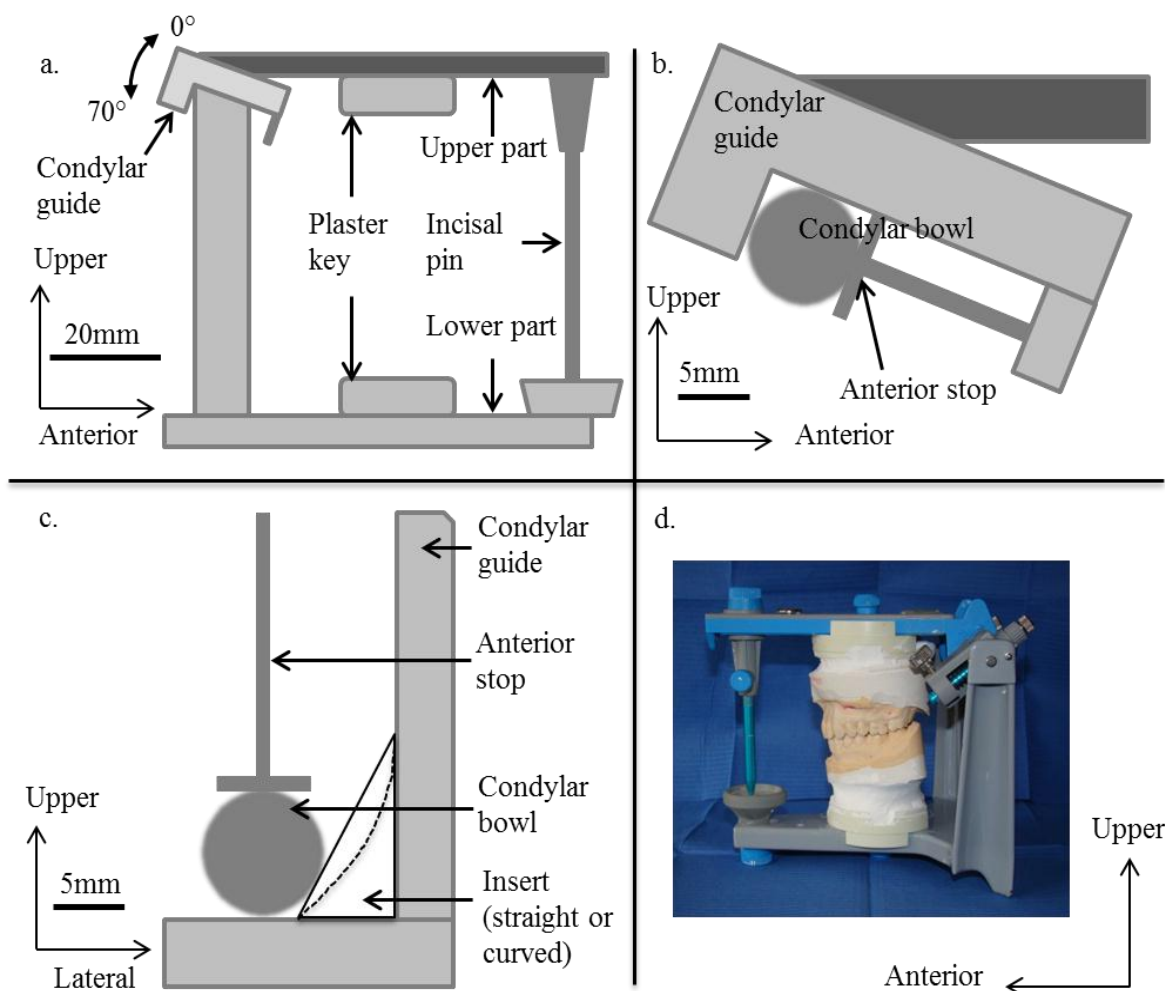 a.
0°
70°
Condylar
guide
Upper
20mm
Anterior
Plaster
key
Upper part
Incisal
pin
Lower part
b.
Condylar
guide
Condylar bowl
Upper
5mm
Anterior stop
Anterior
c.
Condylar
guide
Anterior
stop
Condylar
bowl
Insert
(straight or
curved)
Upper
5mm
Lateral
d.
Upper
Anterior